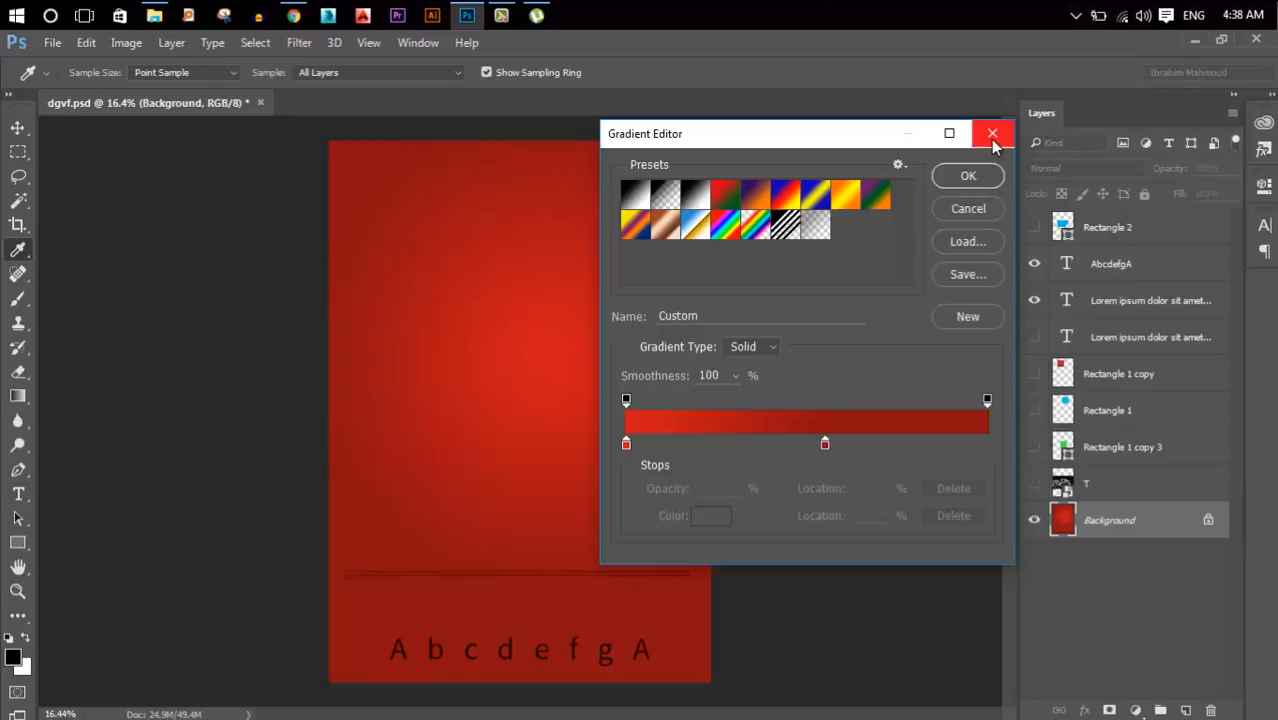 ENG 4:38 AM
Ps File Edit Image Layer Type Select Filter 3D View Window Help
Sample Size: Point Sample Sample: All Layers Show Sampling Ring Ibrahim Mahmoud
dgvf.psd @ 16.4% (Background, RGB/8) *
Layers
Kind
Normal Opacity: 100%
Lock: Fill: 100%
Rectangle 2
AbcdefgA
Lorem ipsum dolor sit amet...
Lorem ipsum dolor sit amet...
Rectangle 1 copy
Rectangle 1
Rectangle 1 copy 3
T
Background
Gradient Editor
Presets
OK
Cancel
Load...
Save...
Name: Custom New
Gradient Type: Solid
Smoothness: 100 %
Stops
Opacity: % Location: % Delete
Color: Location: % Delete
A b c d e f g A
16.44% Doc: 24.9M/49.4M